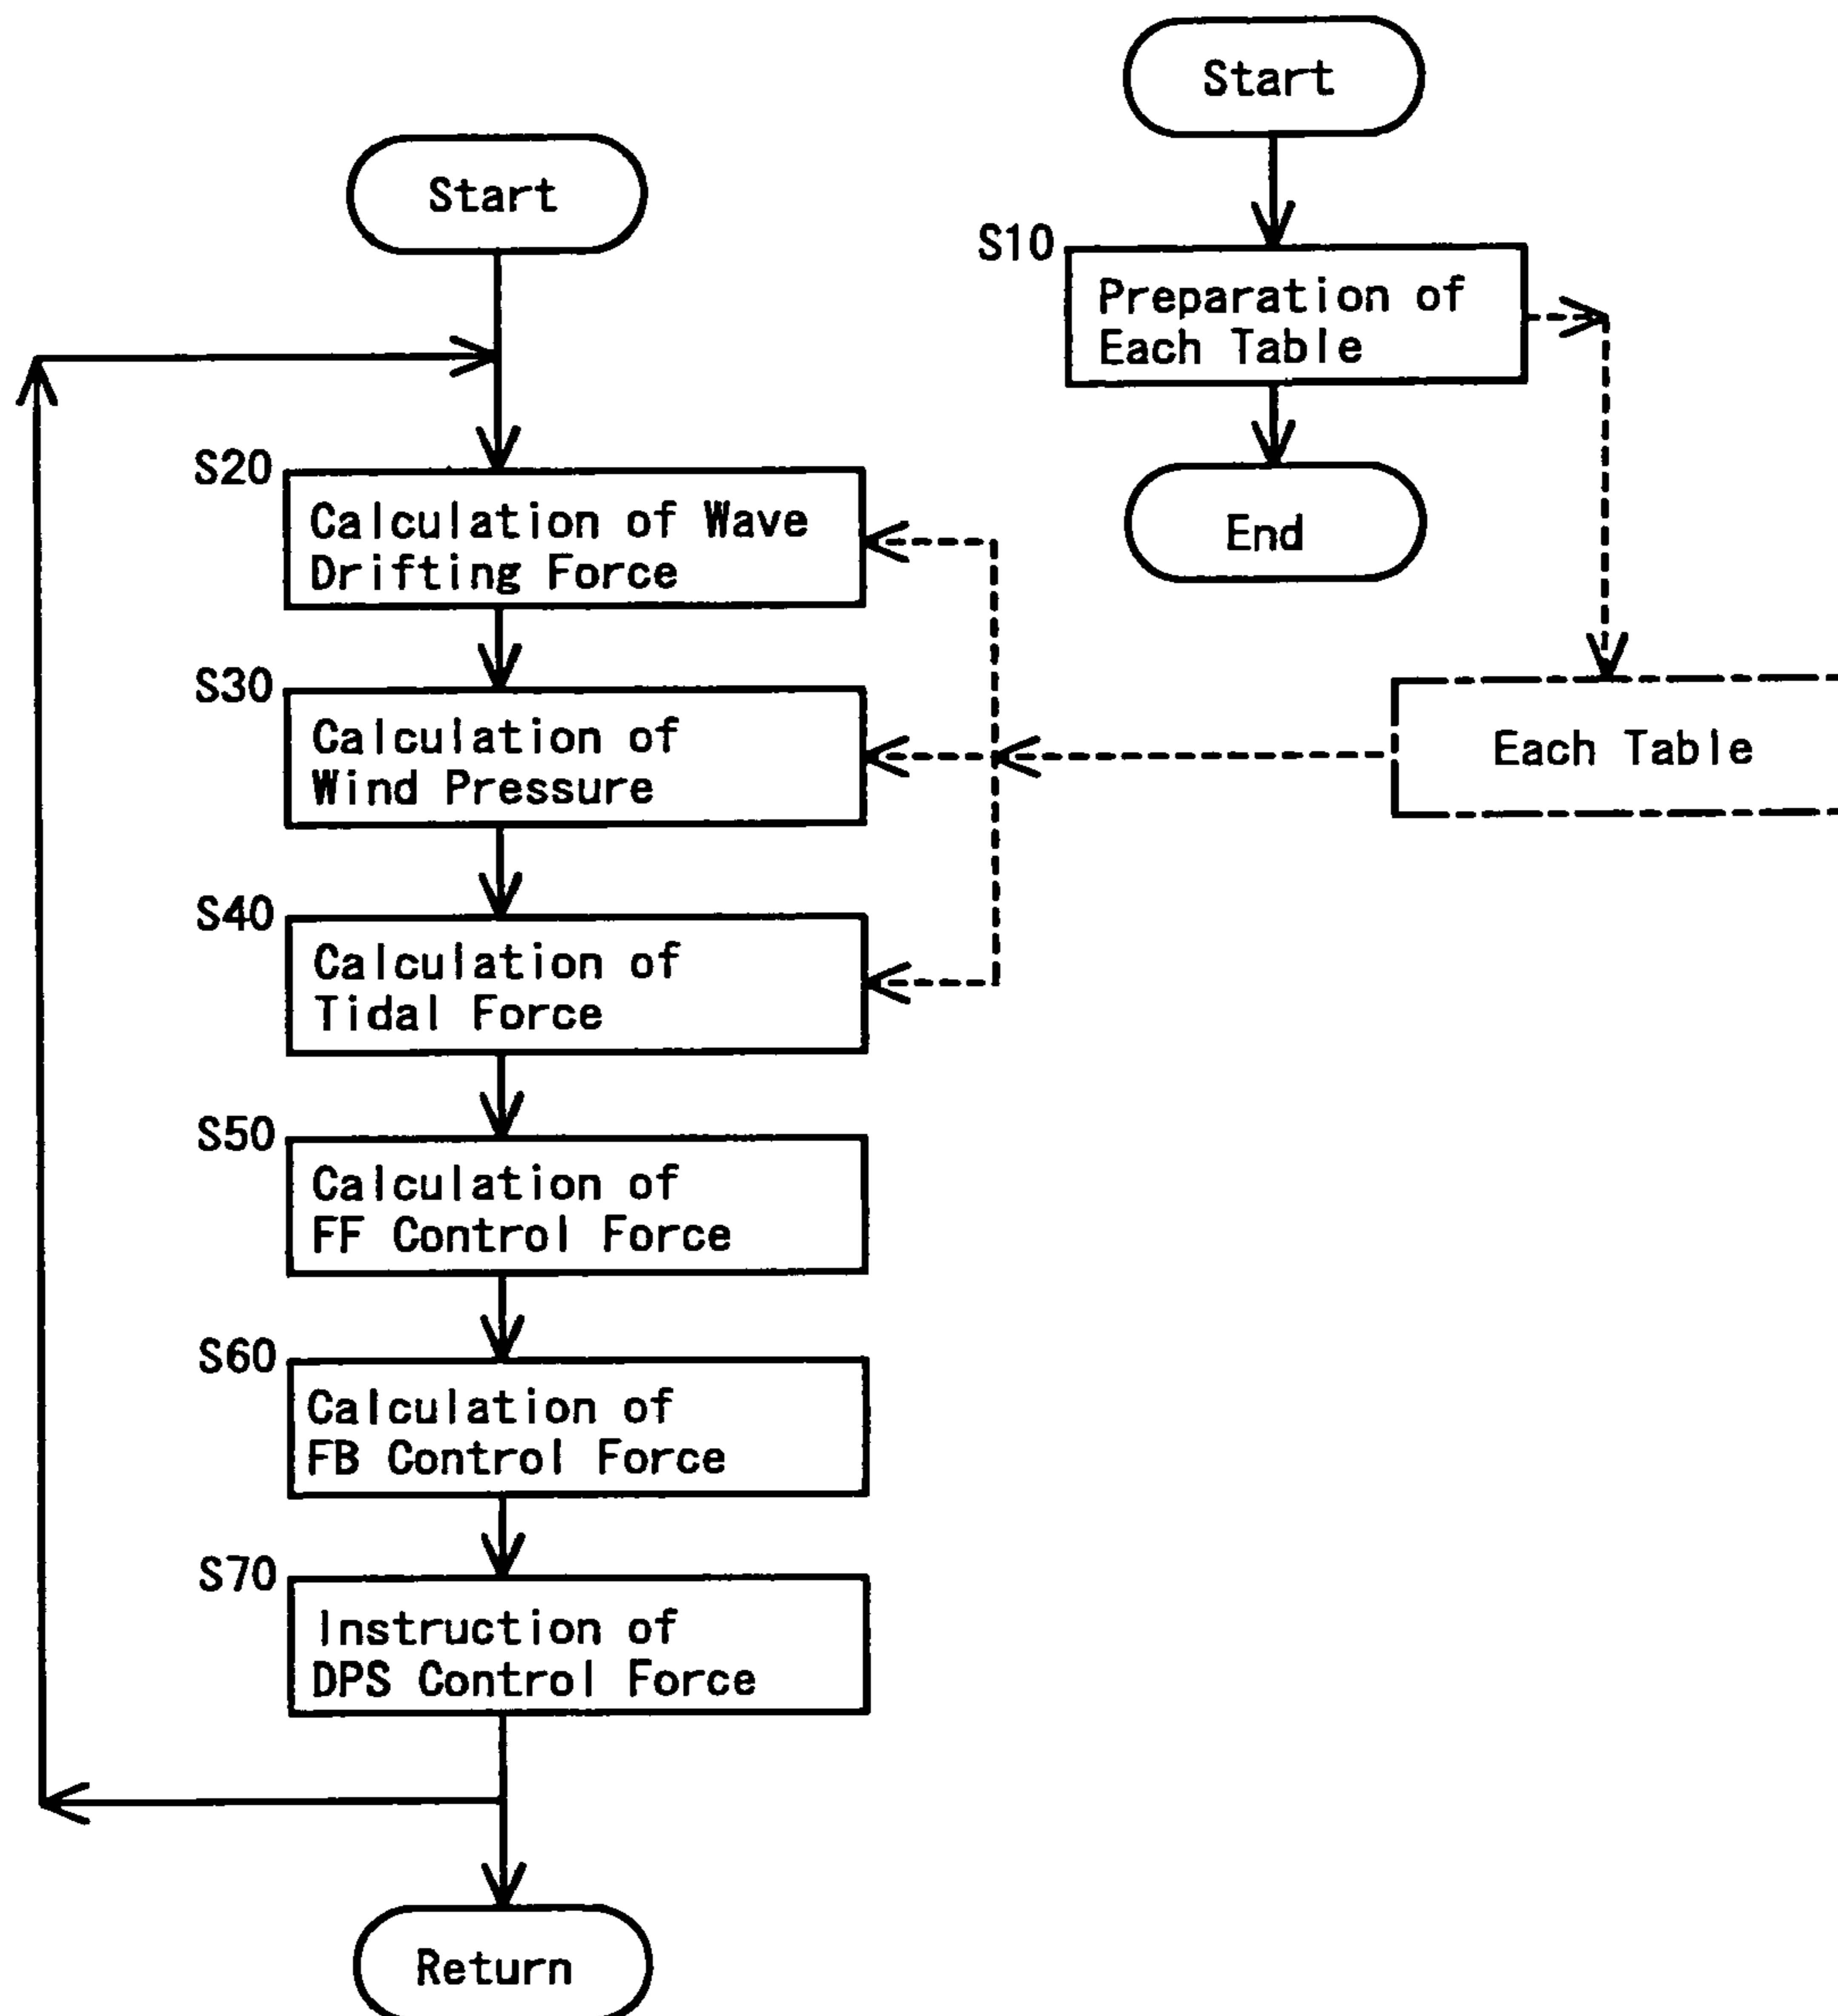 Start
S10
Preparation of
Each Table
End
Each Table
Start
S20
Calculation of Wave
Drifting Force
S30
Calculation of
Wind Pressure
S40
Calculation of
Tidal Force
S50
Calculation of
FF Control Force
S60
Calculation of
FB Control Force
S70
Instruction of
DPS Control Force
Return